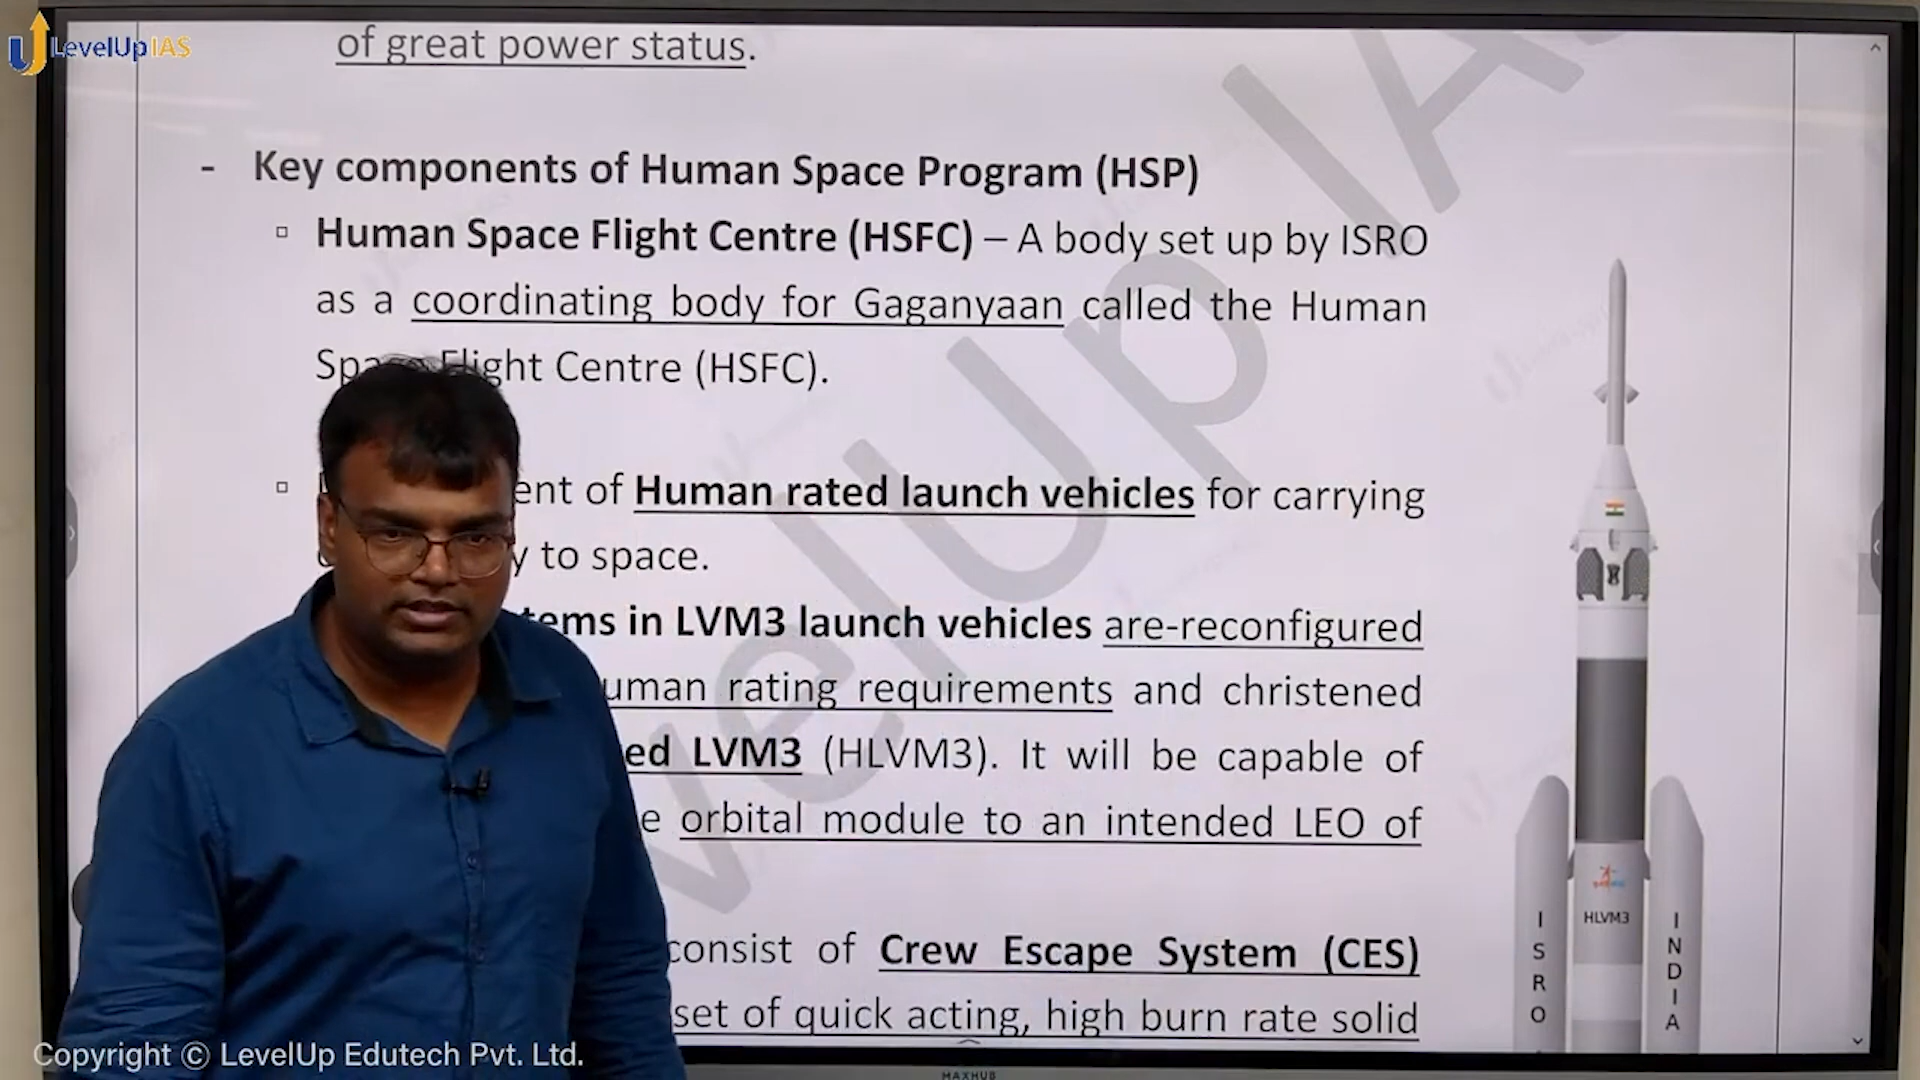 LevelUp IAS
of great power status.
- Key components of Human Space Program (HSP)
Human Space Flight Centre (HSFC) – A body set up by ISRO
as a coordinating body for Gaganyaan called the Human
Space Flight Centre (HSFC).
ent of Human rated launch vehicles for carrying
y to space.
tems in LVM3 launch vehicles are-reconfigured
uman rating requirements and christened
ed LVM3 (HLVM3). It will be capable of
e orbital module to an intended LEO of
consist of Crew Escape System (CES)
set of quick acting, high burn rate solid
HLVM3
ISRO
INDIA
LevelUp IAS
Copyright © LevelUp Edutech Pvt. Ltd.
MAXHUB